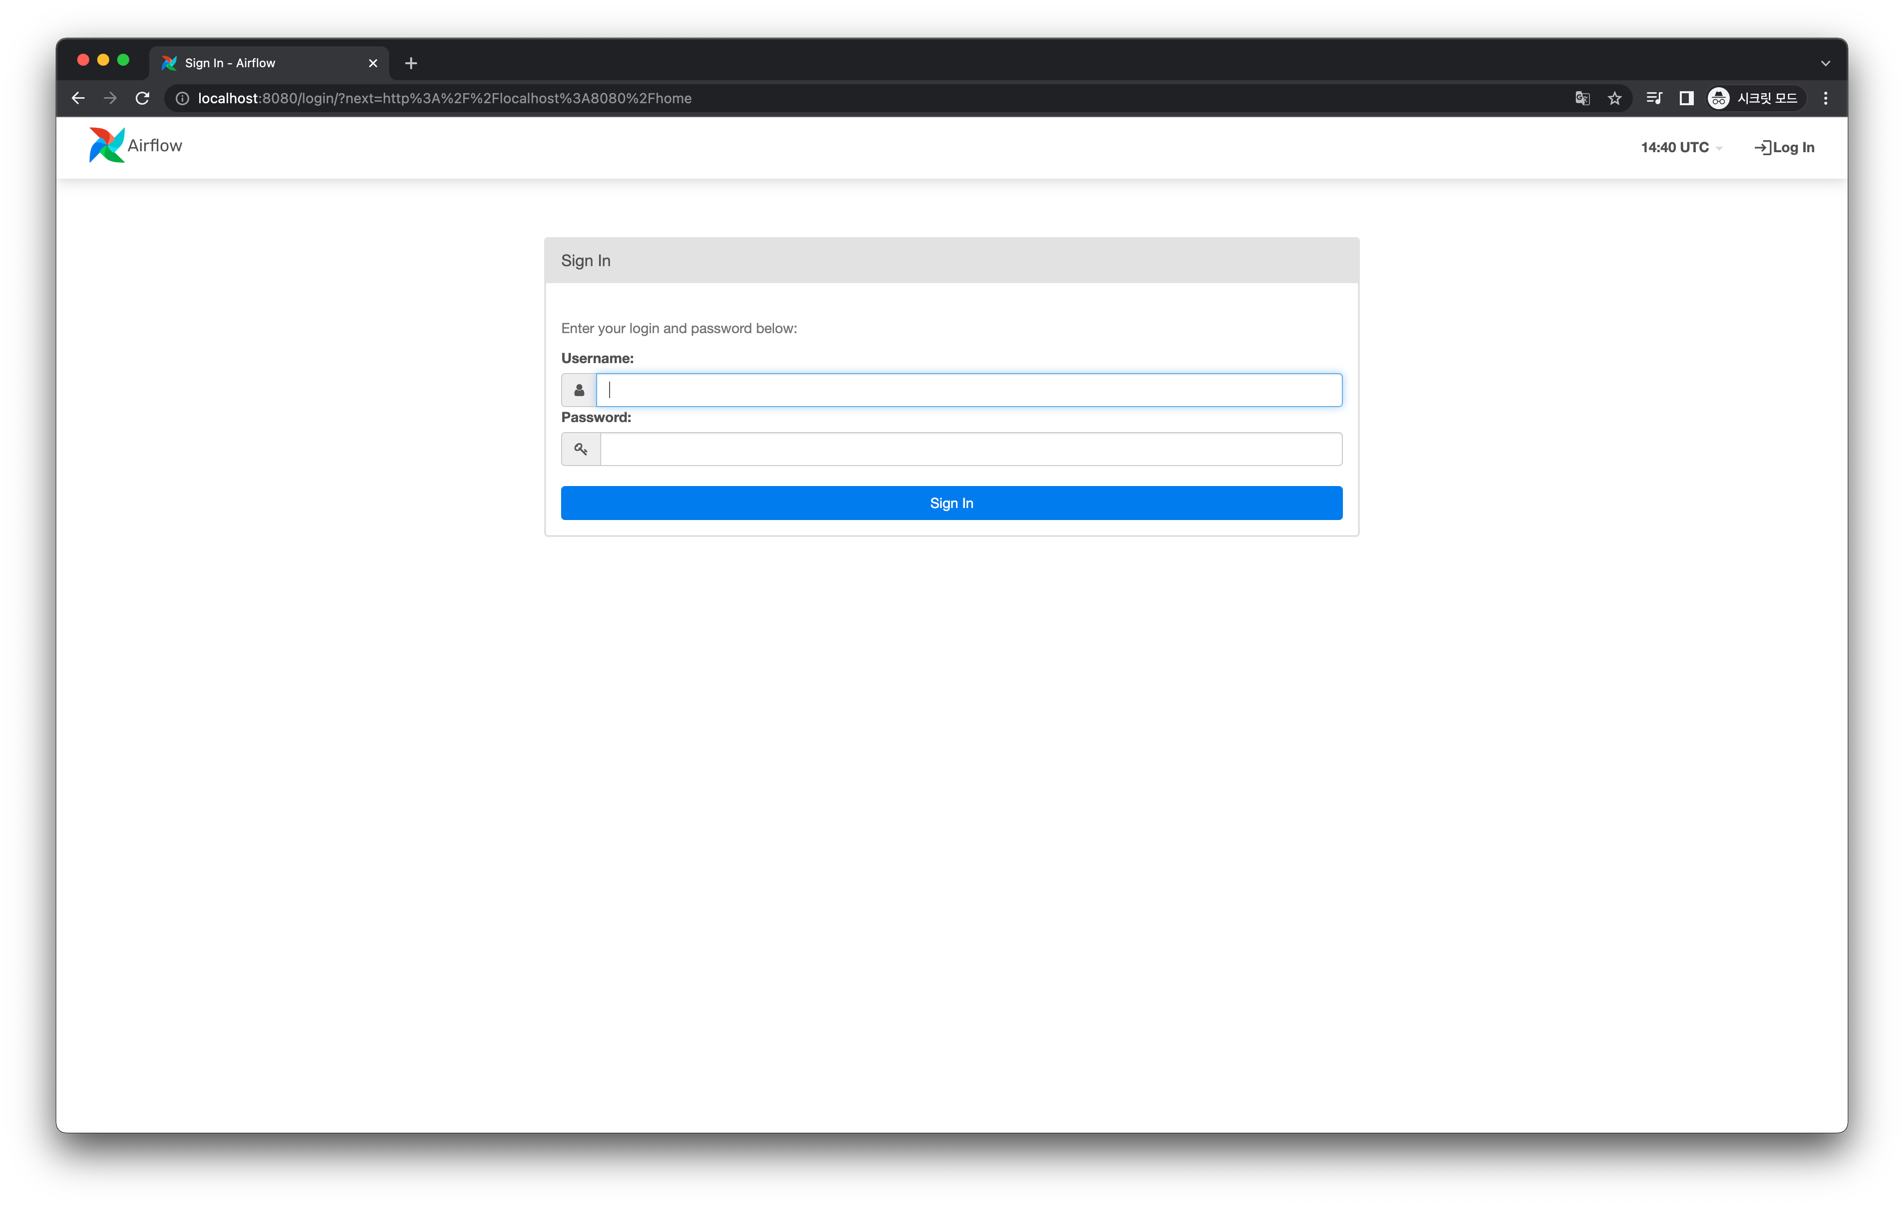 Sign In - Airflow
localhost:8080/login/?next=http%3A%2F%2Flocalhost%3A8080%2Fhome
시크릿 모드
Airflow
14:40 UTC
Log In
Sign In
Enter your login and password below:
Username:
Password:
Sign In